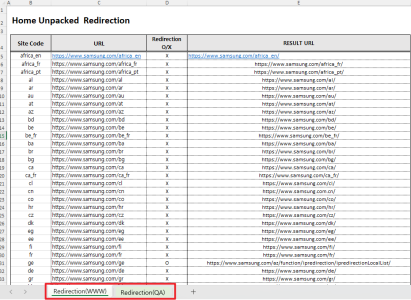 Home Unpacked Redirection
Site Code URL Redirection O/X RESULT URL
africa_en https://www.samsung.com/africa_en X https://www.samsung.com/africa_en/
africa_fr https://www.samsung.com/africa_fr X https://www.samsung.com/africa_fr/
africa_pt https://www.samsung.com/africa_pt X https://www.samsung.com/africa_pt/
al https://www.samsung.com/al X https://www.samsung.com/al/
ar https://www.samsung.com/ar X https://www.samsung.com/ar/
au https://www.samsung.com/au X https://www.samsung.com/au/
at https://www.samsung.com/at X https://www.samsung.com/at/
az https://www.samsung.com/az X https://www.samsung.com/az/
bd https://www.samsung.com/bd X https://www.samsung.com/bd/
be https://www.samsung.com/be X https://www.samsung.com/be/
be_fr https://www.samsung.com/be_fr X https://www.samsung.com/be_fr/
ba https://www.samsung.com/ba X https://www.samsung.com/ba/
br https://www.samsung.com/br X https://www.samsung.com/br/
bg https://www.samsung.com/bg X https://www.samsung.com/bg/
ca https://www.samsung.com/ca X https://www.samsung.com/ca/
ca_fr https://www.samsung.com/ca_fr X https://www.samsung.com/ca_fr/
cl https://www.samsung.com/cl X https://www.samsung.com/cl/
cn https://www.samsung.com/cn X https://www.samsung.com/cn/
co https://www.samsung.com/co X https://www.samsung.com/co/
hr https://www.samsung.com/hr X https://www.samsung.com/hr/
cz https://www.samsung.com/cz X https://www.samsung.com/cz/
dk https://www.samsung.com/dk X https://www.samsung.com/dk/
eg https://www.samsung.com/eg X https://www.samsung.com/eg/
ee https://www.samsung.com/ee X https://www.samsung.com/ee/
fi https://www.samsung.com/fi X https://www.samsung.com/fi/
fr https://www.samsung.com/fr X https://www.samsung.com/fr/
ge https://www.samsung.com/ge O
de https://www.samsung.com/de X https://www.samsung.com/de/
gr https://www.samsung.com/gr X https://www.samsung.com/gr/
Redirection(WWW) Redirection(QA)